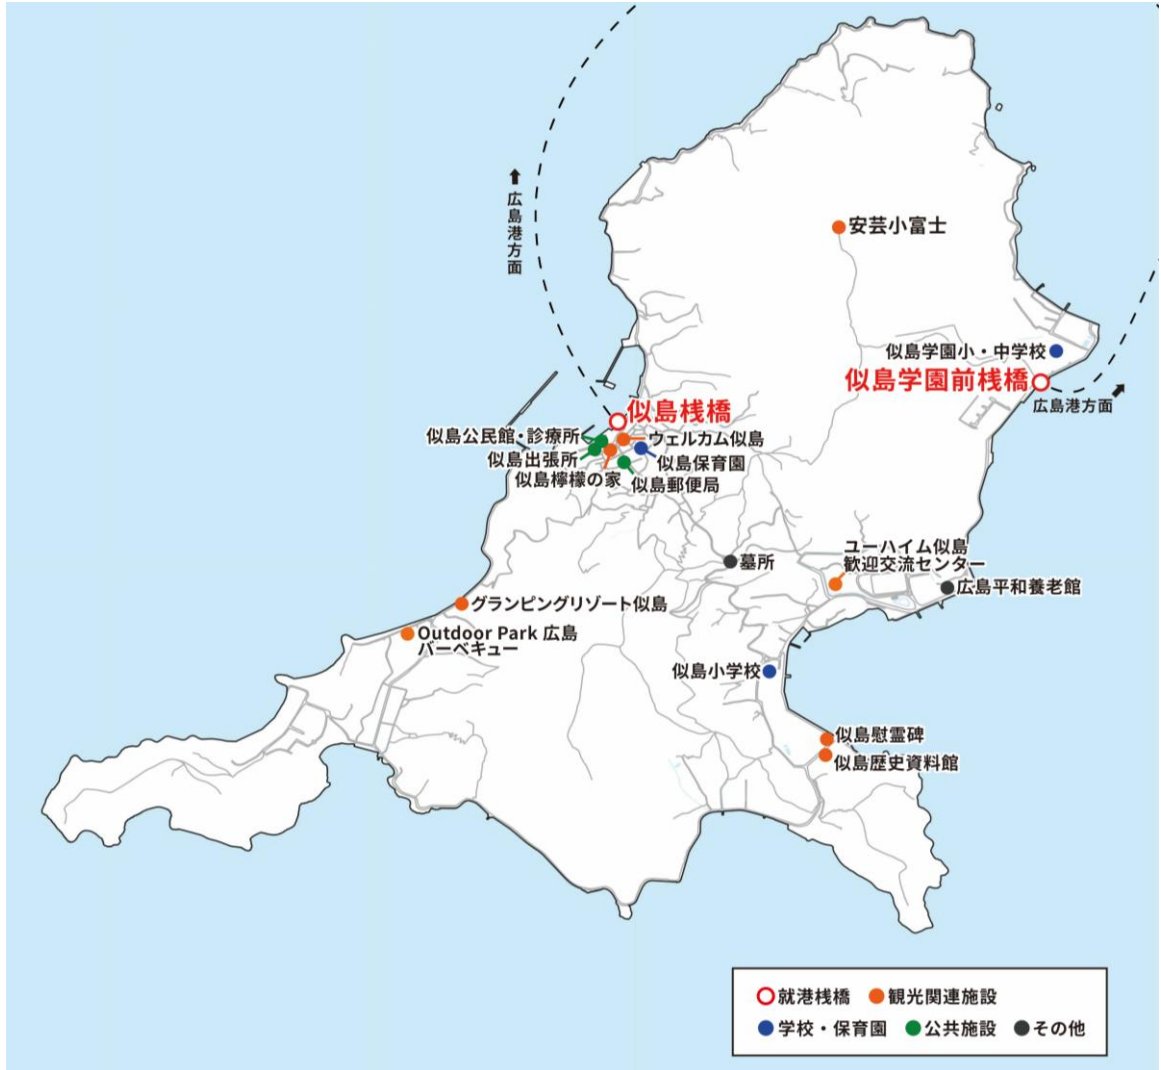 広島港方面
安芸小富士
似島学園小・中学校
似島学園前桟橋
広島港方面
似島桟橋
似島公民館・診療所
ウェルカム似島
似島出張所
似島保育園
似島檸檬の家
似島郵便局
墓所
ユーハイム似島
歓迎交流センター
広島平和養老館
グランピングリゾート似島
Outdoor Park 広島
バーベキュー
似島小学校
似島慰霊碑
似島歴史資料館
就港桟橋 観光関連施設
学校・保育園 公共施設 その他